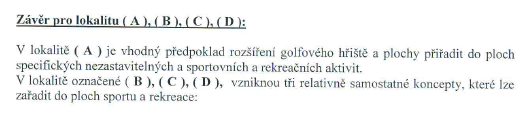 Závěr pro lokalitu ( A ), ( B ), ( C ), ( D ):
V lokalitě ( A ) je vhodný předpoklad rozšíření golfového hřiště a plochy přiřadit do ploch
specifických nezastavitelných a sportovních a rekreačních aktivit.
V lokalitě označené ( B ), ( C ), ( D ), vzniknou tři relativně samostatné koncepty, které lze
zařadit do ploch sportu a rekreace: